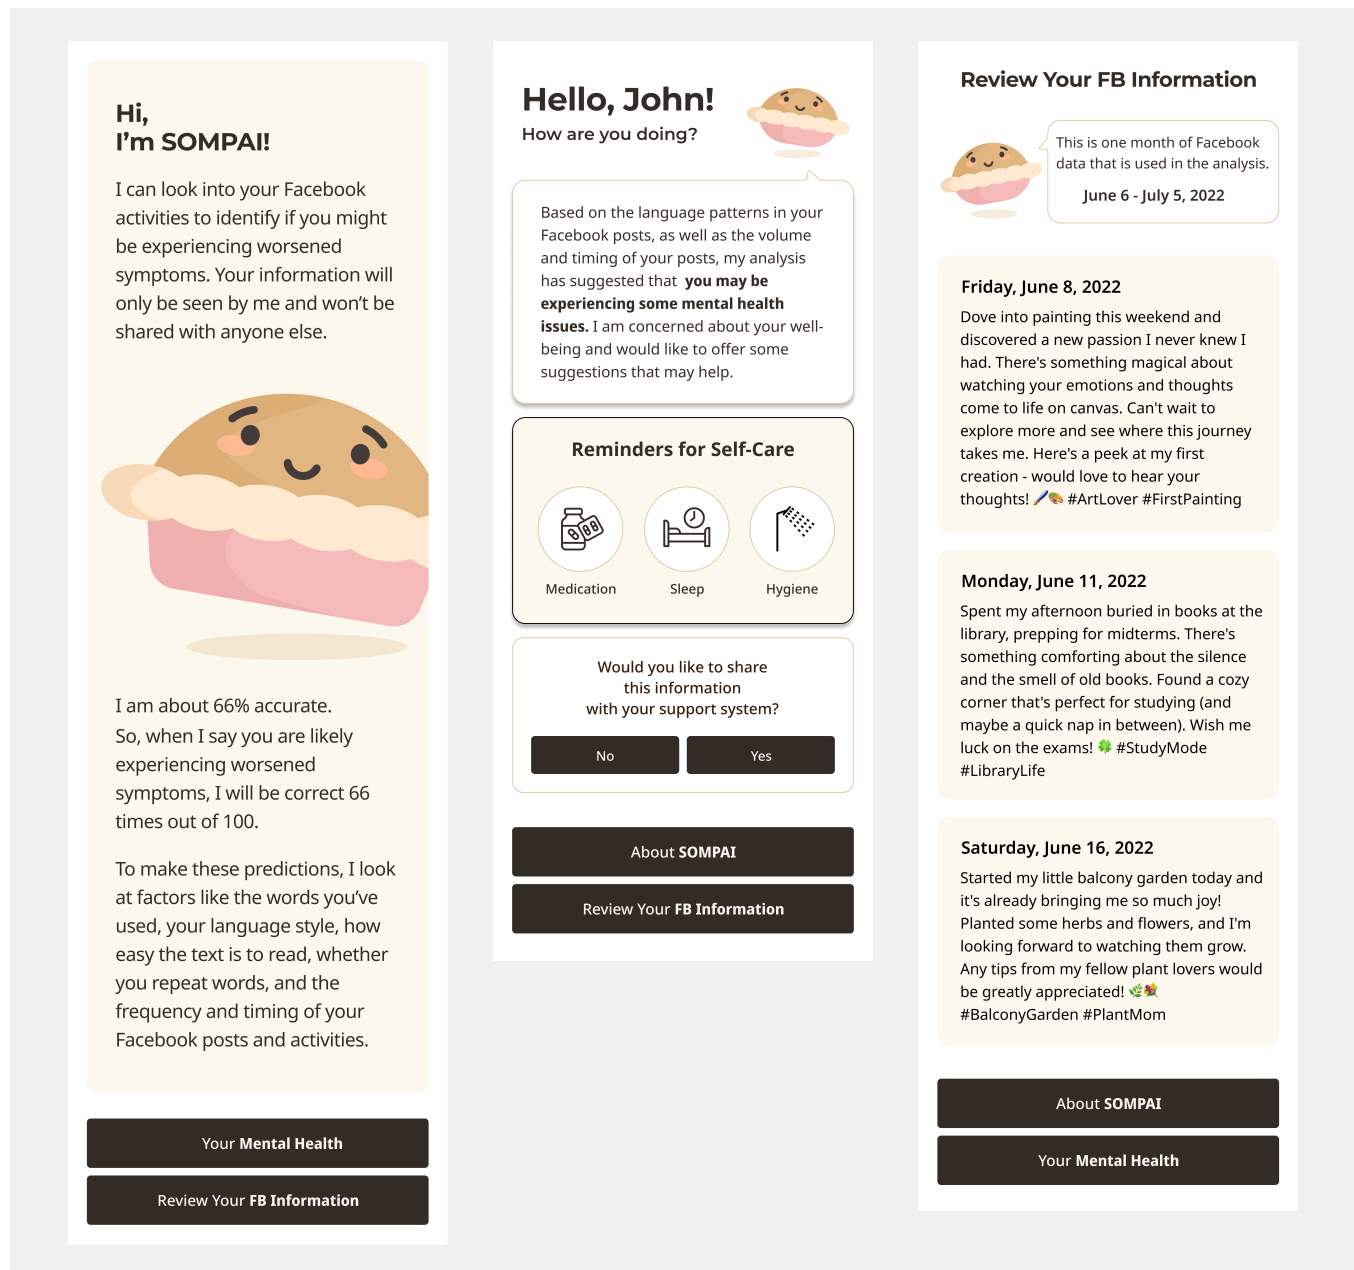 Hi,
I’m SOMPAI!
I can look into your Facebook
activities to identify if you might
be experiencing worsened
symptoms. Your information will
only be seen by me and won’t be
shared with anyone else.
I am about 66% accurate.
So, when I say you are likely
experiencing worsened
symptoms, I will be correct 66
times out of 100.
To make these predictions, I look
at factors like the words you’ve
used, your language style, how
easy the text is to read, whether
you repeat words, and the
frequency and timing of your
Facebook posts and activities.
Your Mental Health
Review Your FB Information
Hello, John!
How are you doing?
Based on the language patterns in your
Facebook posts, as well as the volume
and timing of your posts, my analysis
has suggested that you may be
experiencing some mental health
issues. I am concerned about your well-
being and would like to offer some
suggestions that may help.
Reminders for Self-Care
Medication
Sleep
Hygiene
Would you like to share
this information
with your support system?
No
Yes
About SOMPAI
Review Your FB Information
Review Your FB Information
This is one month of Facebook
data that is used in the analysis.
June 6 - July 5, 2022
Friday, June 8, 2022
Dove into painting this weekend and
discovered a new passion I never knew I
had. There's something magical about
watching your emotions and thoughts
come to life on canvas. Can't wait to
explore more and see where this journey
takes me. Here's a peek at my first
creation - would love to hear your
thoughts! 🖌️🎨 #ArtLover #FirstPainting
Monday, June 11, 2022
Spent my afternoon buried in books at the
library, prepping for midterms. There's
something comforting about the silence
and the smell of old books. Found a cozy
corner that's perfect for studying (and
maybe a quick nap in between). Wish me
luck on the exams! 🍀 #StudyMode
#LibraryLife
Saturday, June 16, 2022
Started my little balcony garden today and
it's already bringing me so much joy!
Planted some herbs and flowers, and I'm
looking forward to watching them grow.
Any tips from my fellow plant lovers would
be greatly appreciated! 🌿💐
#BalconyGarden #PlantMom
About SOMPAI
Your Mental Health